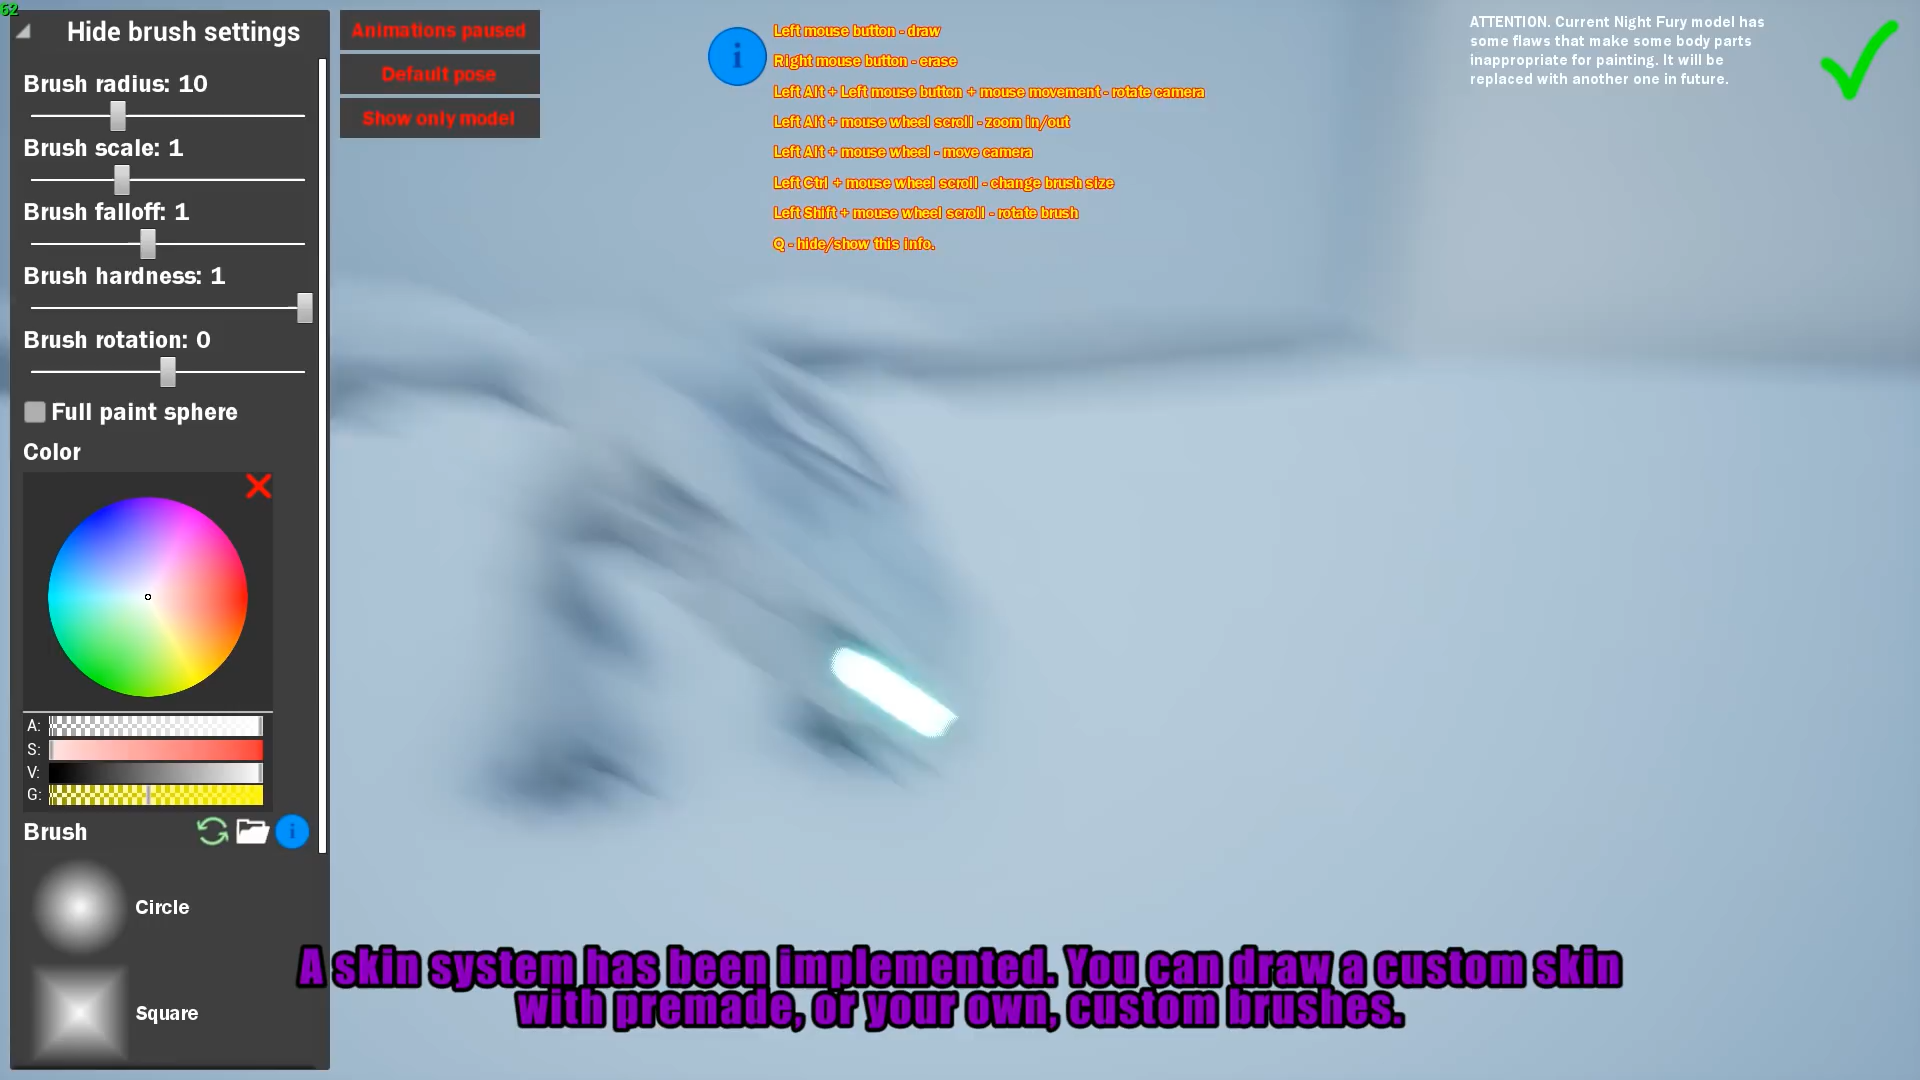 62
Hide brush settings
Brush radius: 10
Brush scale: 1
Brush falloff: 1
Brush hardness: 1
Brush rotation: 0
Full paint sphere
Color
A:
S:
V:
G:
Brush
Circle
Square
Animations paused
Default pose
Show only model
Left mouse button - draw
Right mouse button - erase
Left Alt + Left mouse button + mouse movement - rotate camera
Left Alt + mouse wheel scroll - zoom in/out
Left Alt + mouse wheel - move camera
Left Ctrl + mouse wheel scroll - change brush size
Left Shift + mouse wheel scroll - rotate brush
Q - hide/show this info.
ATTENTION. Current Night Fury model has
some flaws that make some body parts
inappropriate for painting. It will be
replaced with another one in future.
A skin system has been implemented. You can draw a custom skin
with premade, or your own, custom brushes.